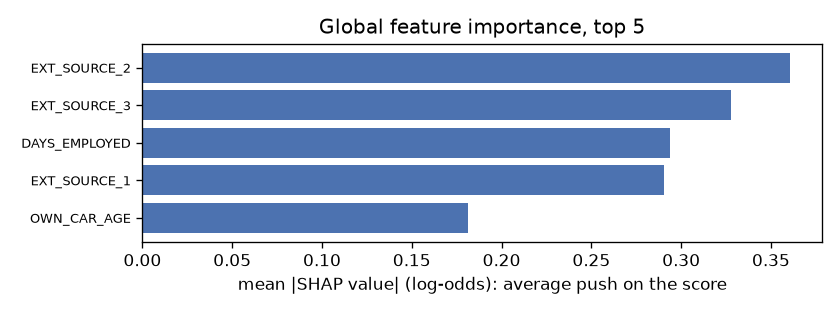 Global feature importance, top 5
EXT_SOURCE_2
EXT_SOURCE_3
DAYS_EMPLOYED
EXT_SOURCE_1
OWN_CAR_AGE
0.00 0.05 0.10 0.15 0.20 0.25 0.30 0.35
mean |SHAP value| (log-odds): average push on the score